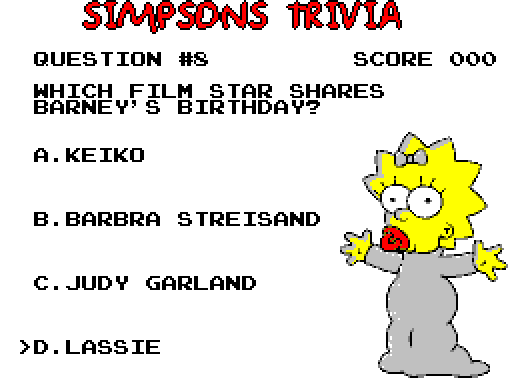 SIMPSONS TRIVIA
QUESTION #8 SCORE 000
WHICH FILM STAR SHARES
BARNEY'S BIRTHDAY?
A.KEIKO
B.BARBRA STREISAND
C.JUDY GARLAND
>D.LASSIE